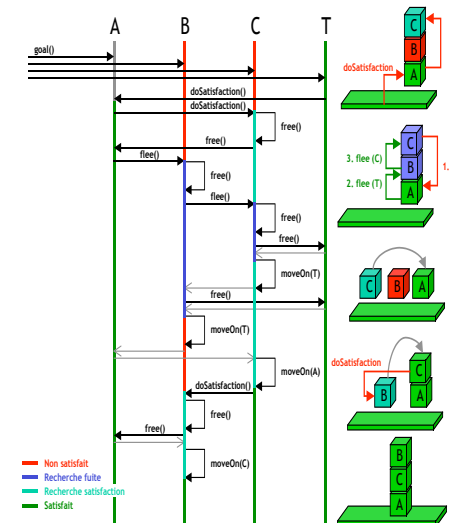 A B C T
goal()
doSatisfaction()
doSatisfaction()
free()
free()
flee()
free()
flee()
free()
free()
moveOn(T)
free()
moveOn(T)
moveOn(A)
doSatisfaction()
free()
free()
moveOn(C)
Non satisfait
Recherche fuite
Recherche satisfaction
Satisfait
C
B
A
doSatisfaction
C
B
A
3. flee (C)
2. flee (T)
1.
C B A
doSatisfaction
C
B A
B
C
A